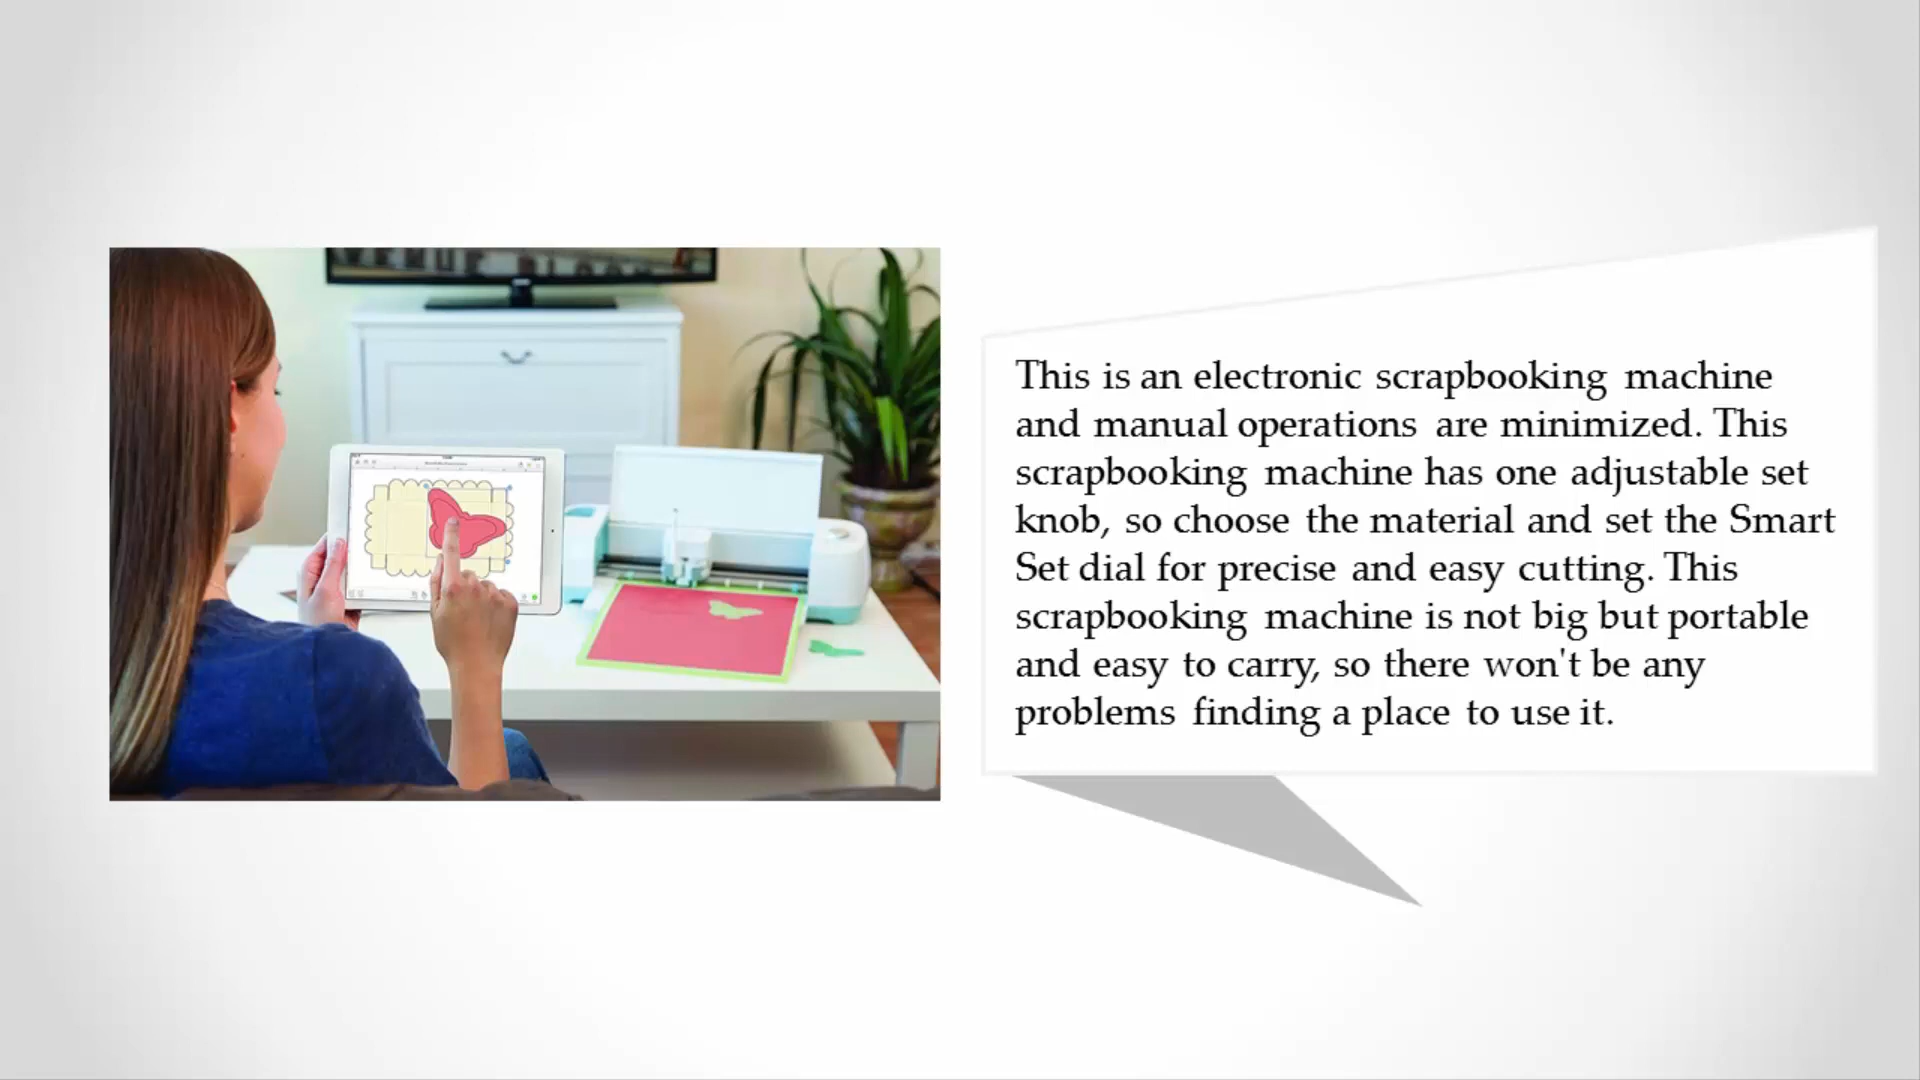 This is an electronic scrapbooking machine
and manual operations are minimized. This
scrapbooking machine has one adjustable set
knob, so choose the material and set the Smart
Set dial for precise and easy cutting. This
scrapbooking machine is not big but portable
and easy to carry, so there won't be any
problems finding a place to use it.